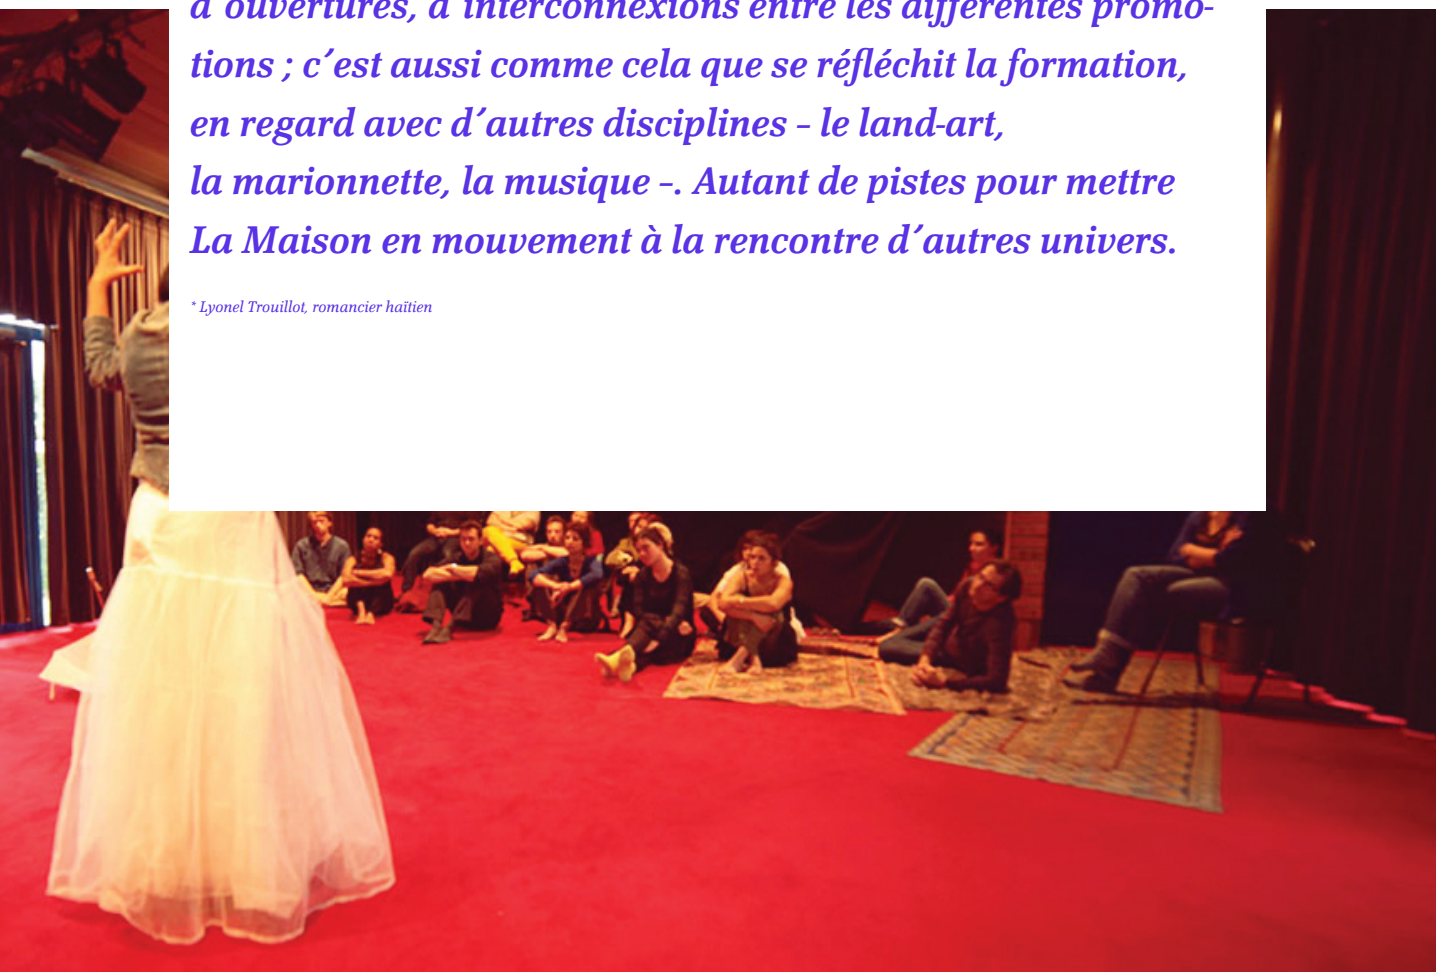 d´ouvertures, d´interconnexions entre les différentes promo-
tions ; c´est aussi comme cela que se réfléchit la formation,
en regard avec d´autres disciplines – le land-art,
la marionnette, la musique –. Autant de pistes pour mettre
La Maison en mouvement à la rencontre d´autres univers.
* Lyonel Trouillot, romancier haïtien